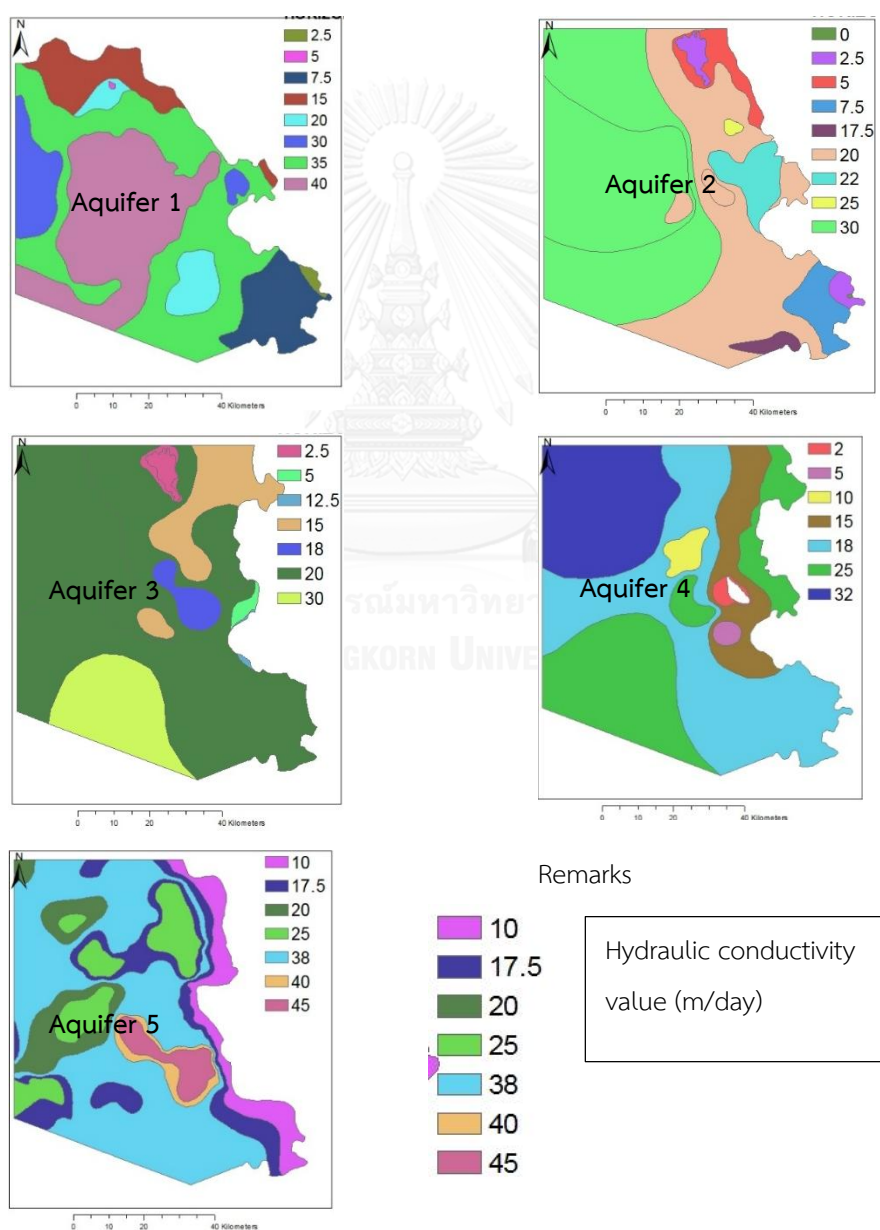 N
2.5
5
7.5
15
20
30
35
40
Aquifer 1
0 10 20 40 Kilometers
N
0
2.5
5
7.5
17.5
20
22
25
30
Aquifer 2
0 10 20 40 Kilometers
N
2.5
5
12.5
15
18
20
30
Aquifer 3
0 10 20 40 Kilometers
N
2
5
10
15
18
25
32
Aquifer 4
0 10 20 40 Kilometers
N
10
17.5
20
25
38
40
45
Aquifer 5
0 10 20 40 Kilometers
Remarks
10
17.5
20
25
38
40
45
Hydraulic conductivity
value (m/day)